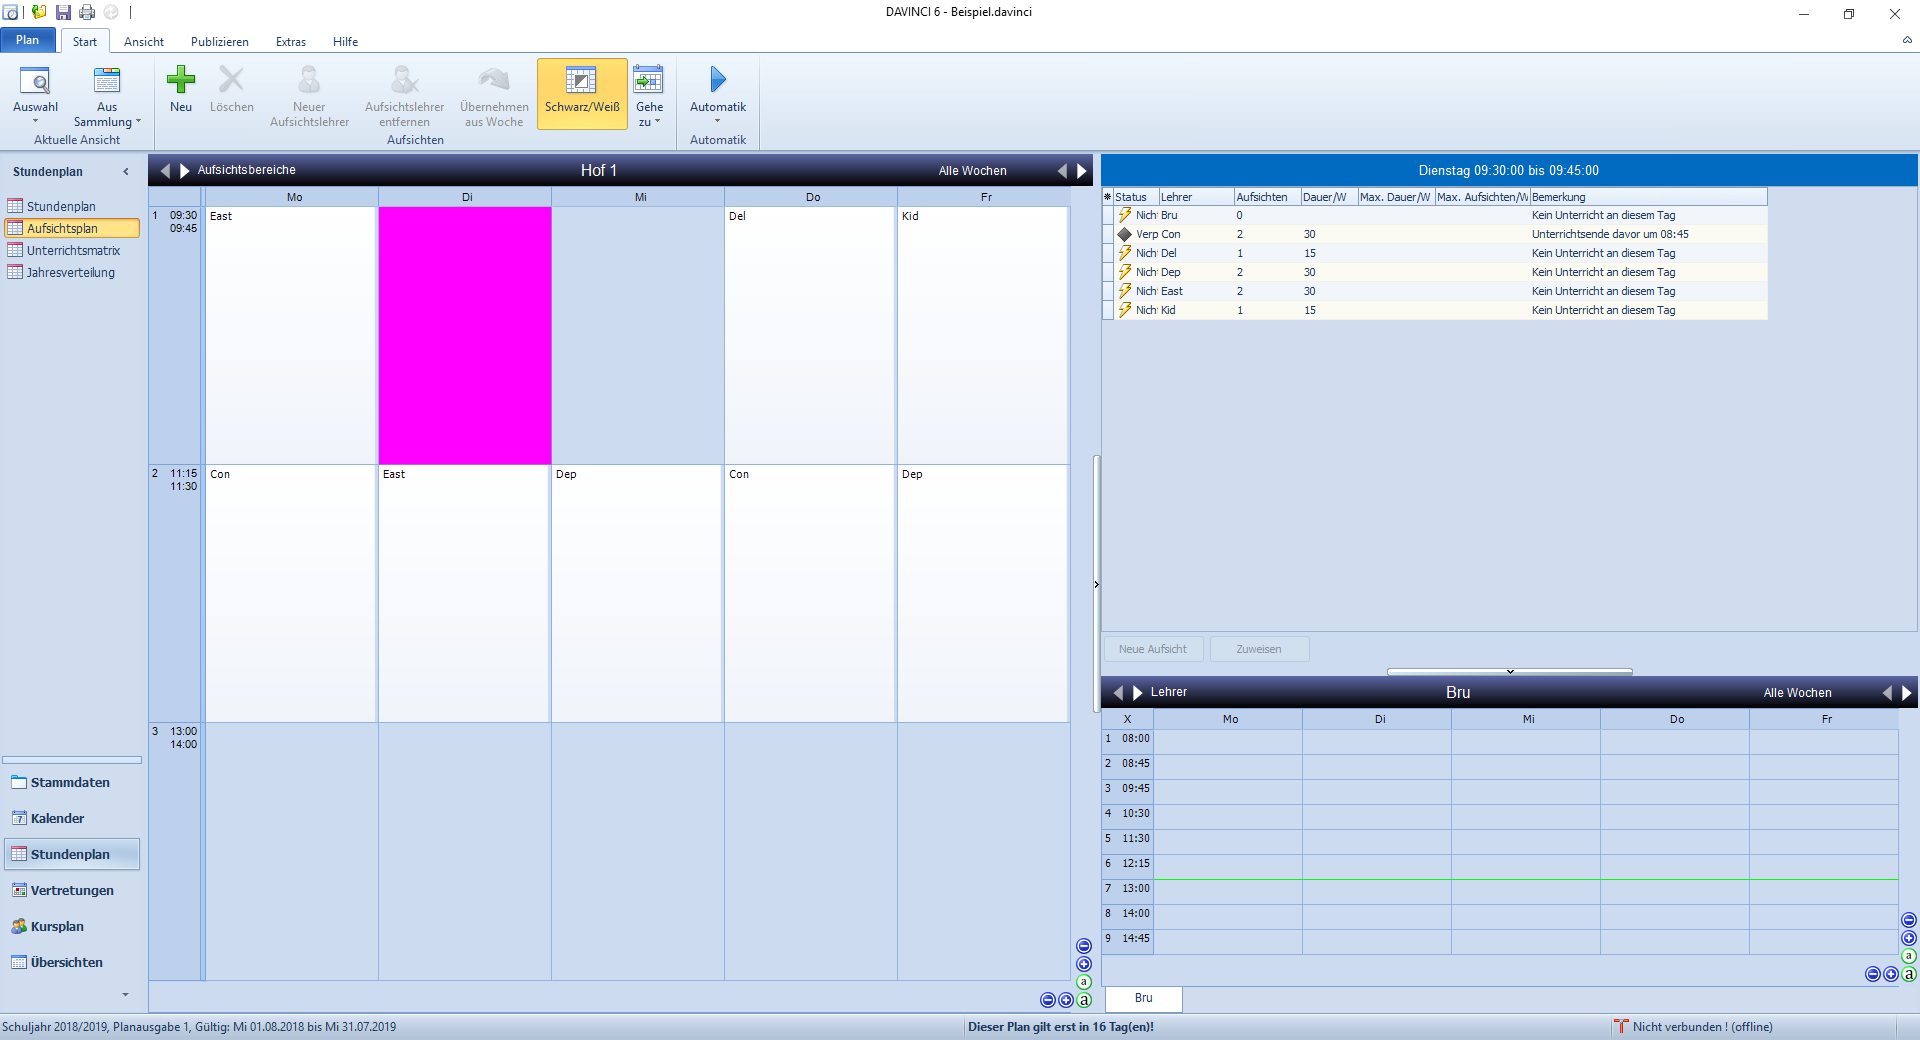 DAVINCI 6 - Beispiel.davinci
Plan Start Ansicht Publizieren Extras Hilfe
Auswahl
Aus Sammlung
Neu
Löschen
Neuer Aufsichtslehrer
Aufsichtslehrer entfernen
Übernehmen aus Woche
Schwarz/Weiß
Gehe zu
Automatik
Aktuelle Ansicht
Aufsichten
Automatik
Stundenplan
Stundenplan
Aufsichtsplan
Unterrichtsmatrix
Jahresverteilung
Stammdaten
Kalender
Stundenplan
Vertretungen
Kursplan
Übersichten
Aufsichtsbereiche Hof 1 Alle Wochen
Mo Di Mi Do Fr
1 09:30 East Del Kid
09:45
2 11:15 Con East Dep Con Dep
11:30
3 13:00
14:00
Dienstag 09:30:00 bis 09:45:00
Status Lehrer Aufsichten Dauer/W Max. Dauer/W Max. Aufsichten/W Bemerkung
Nich Bru 0 Kein Unterricht an diesem Tag
Verp Con 2 30 Unterrichtsende davor um 08:45
Nich Del 1 15 Kein Unterricht an diesem Tag
Nich Dep 2 30 Kein Unterricht an diesem Tag
Nich East 2 30 Kein Unterricht an diesem Tag
Nich Kid 1 15 Kein Unterricht an diesem Tag
Neue Aufsicht Zuweisen
Lehrer Bru Alle Wochen
X Mo Di Mi Do Fr
1 08:00
2 08:45
3 09:45
4 10:30
5 11:30
6 12:15
7 13:00
8 14:00
9 14:45
a
a
a
a
Bru
Schuljahr 2018/2019, Planausgabe 1, Gültig: Mi 01.08.2018 bis Mi 31.07.2019
Dieser Plan gilt erst in 16 Tag(en)!
Nicht verbunden ! (offline)